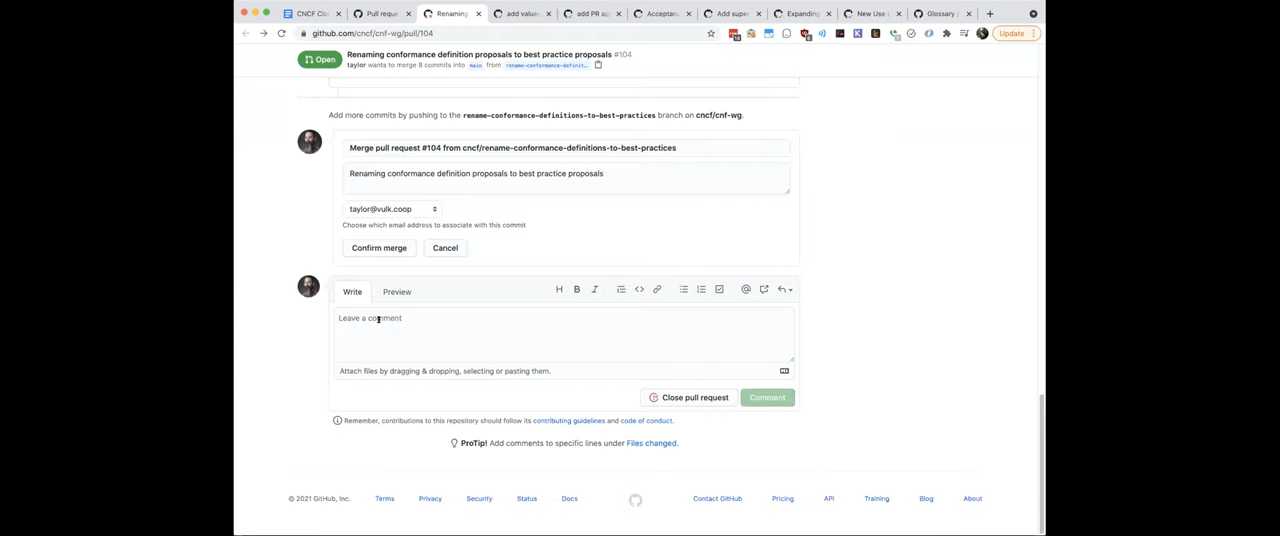 CNCF Clo
Pull reque
Renaming
add values
add PR ap
Acceptanc
Add super
Expanding
New Use
Glossary /
github.com/cncf/cnf-wg/pull/104
Update
Open
Renaming conformance definition proposals to best practice proposals #104
taylor wants to merge 8 commits into main from rename-conformance-definit…
Add more commits by pushing to the rename-conformance-definitions-to-best-practices branch on cncf/cnf-wg.
Merge pull request #104 from cncf/rename-conformance-definitions-to-best-practices
Renaming conformance definition proposals to best practice proposals
taylor@vulk.coop
Choose which email address to associate with this commit
Confirm merge
Cancel
Write
Preview
Leave a comment
Attach files by dragging & dropping, selecting or pasting them.
Close pull request
Comment
Remember, contributions to this repository should follow its contributing guidelines and code of conduct.
ProTip! Add comments to specific lines under Files changed.
© 2021 GitHub, Inc.
Terms
Privacy
Security
Status
Docs
Contact GitHub
Pricing
API
Training
Blog
About